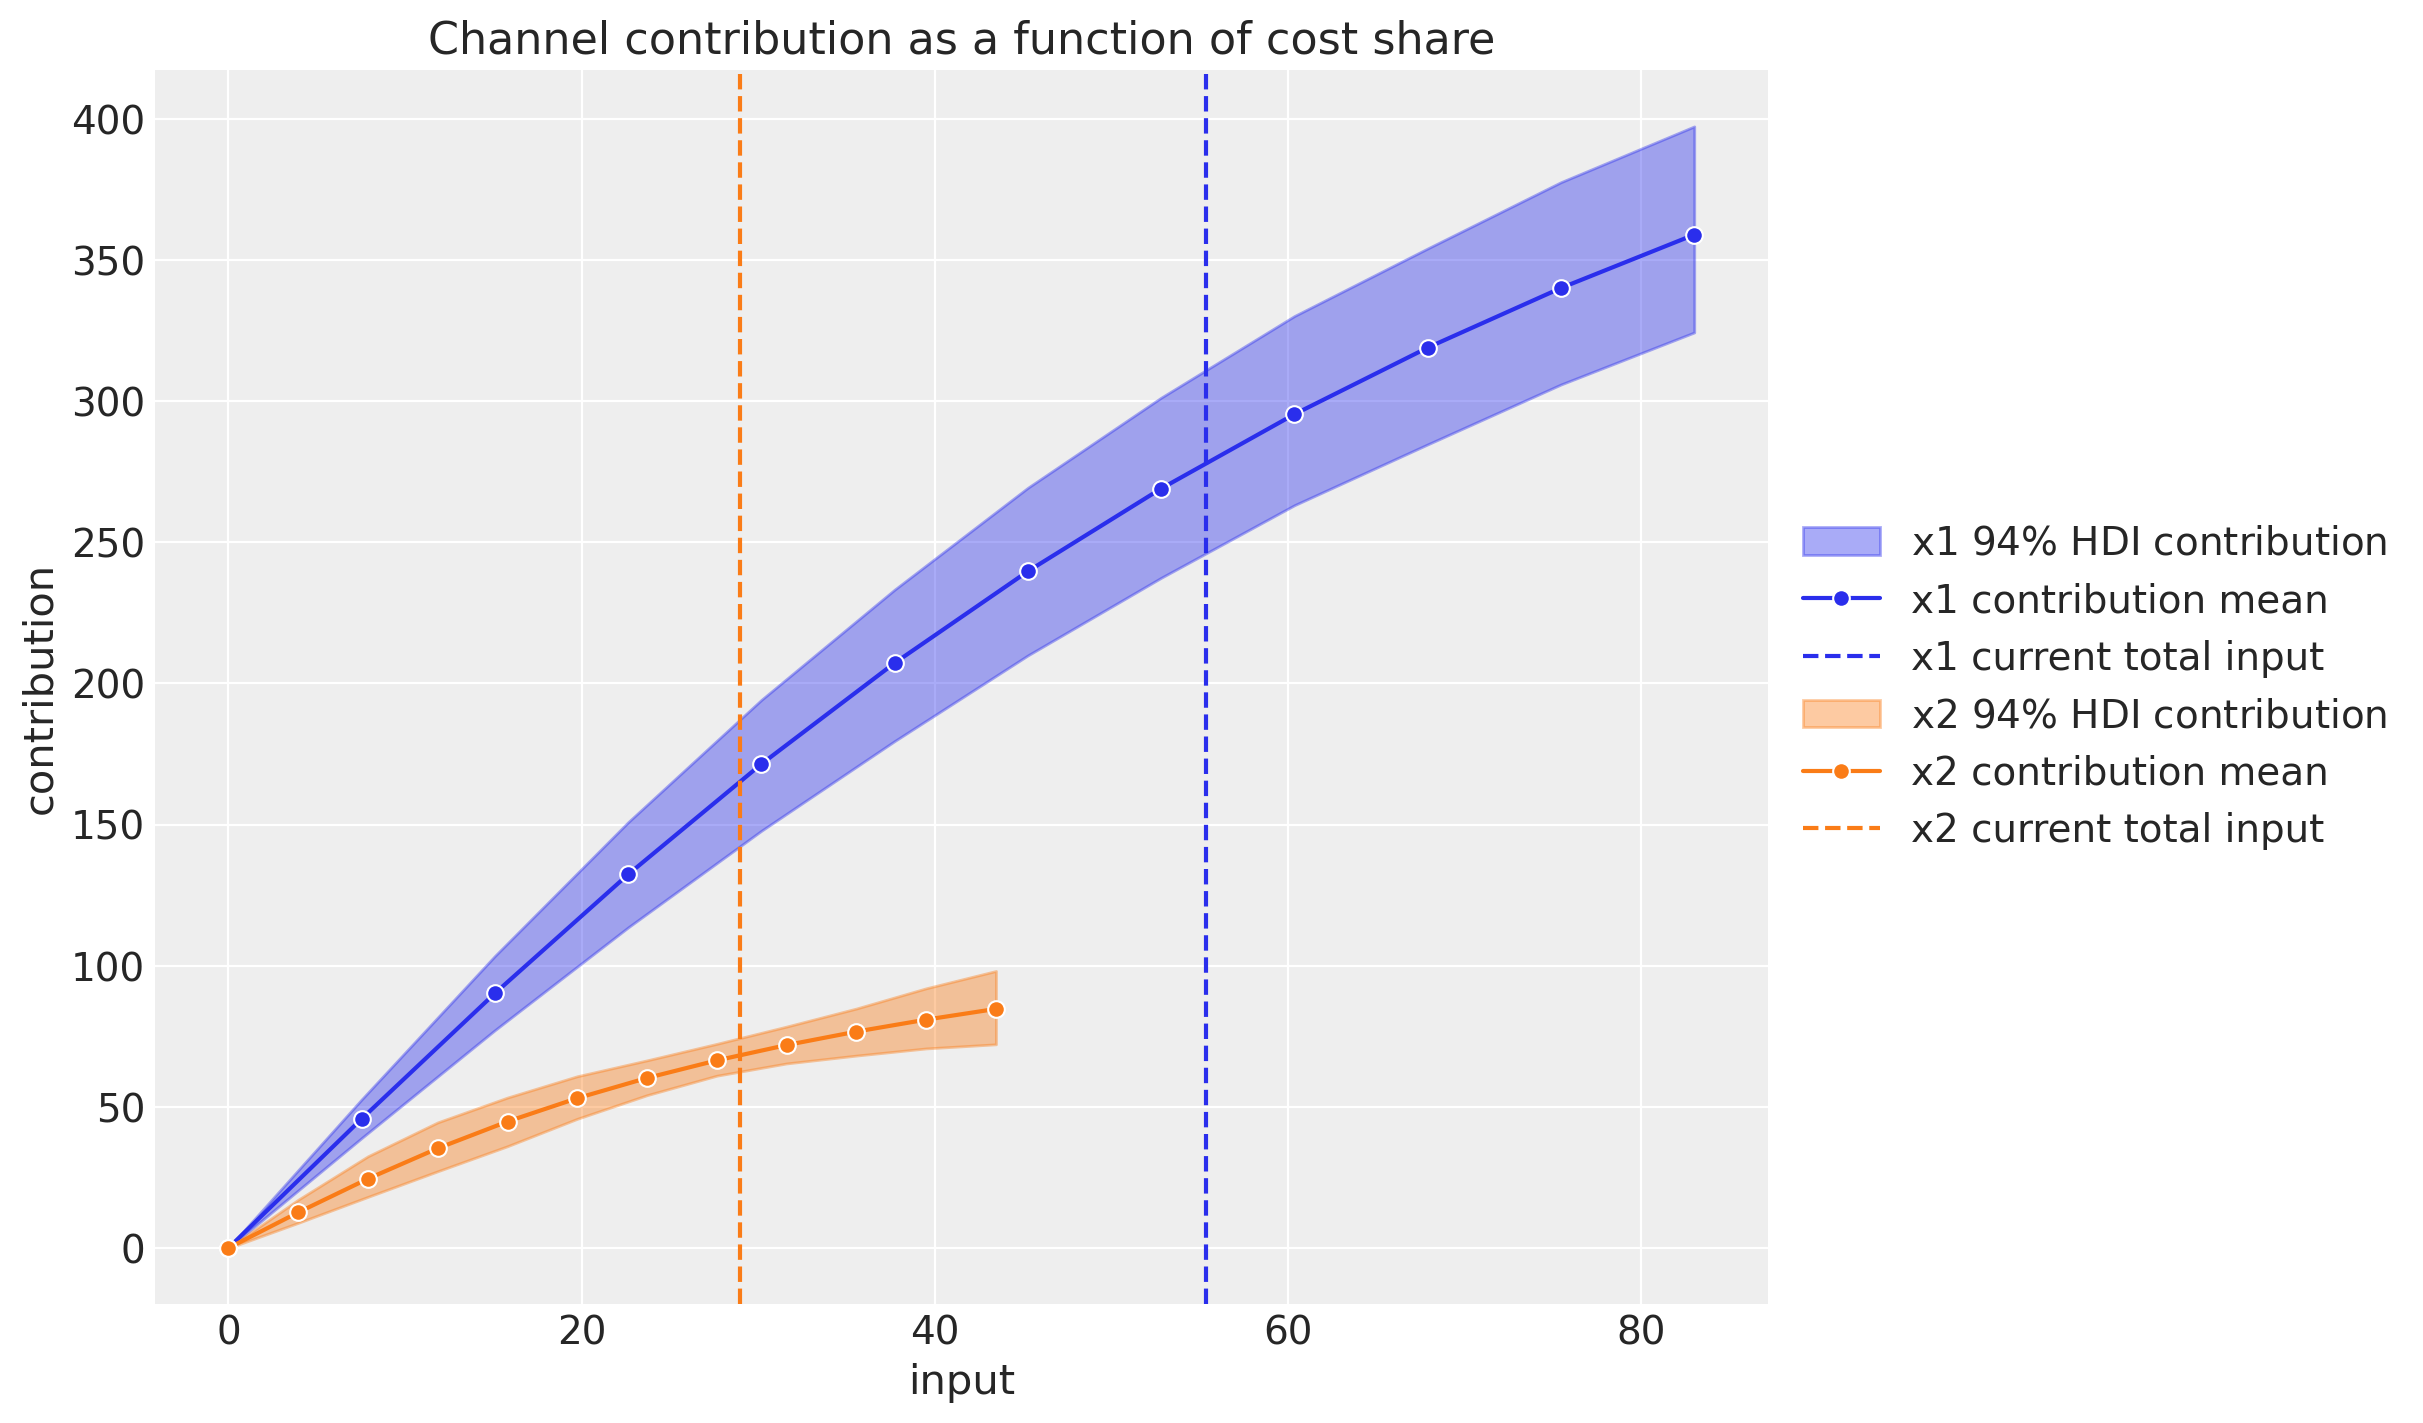 Channel contribution as a function of cost share
400
350
300
250
200
150
100
50
0
contribution
0 20 40 60 80
input
x1 94% HDI contribution
x1 contribution mean
x1 current total input
x2 94% HDI contribution
x2 contribution mean
x2 current total input